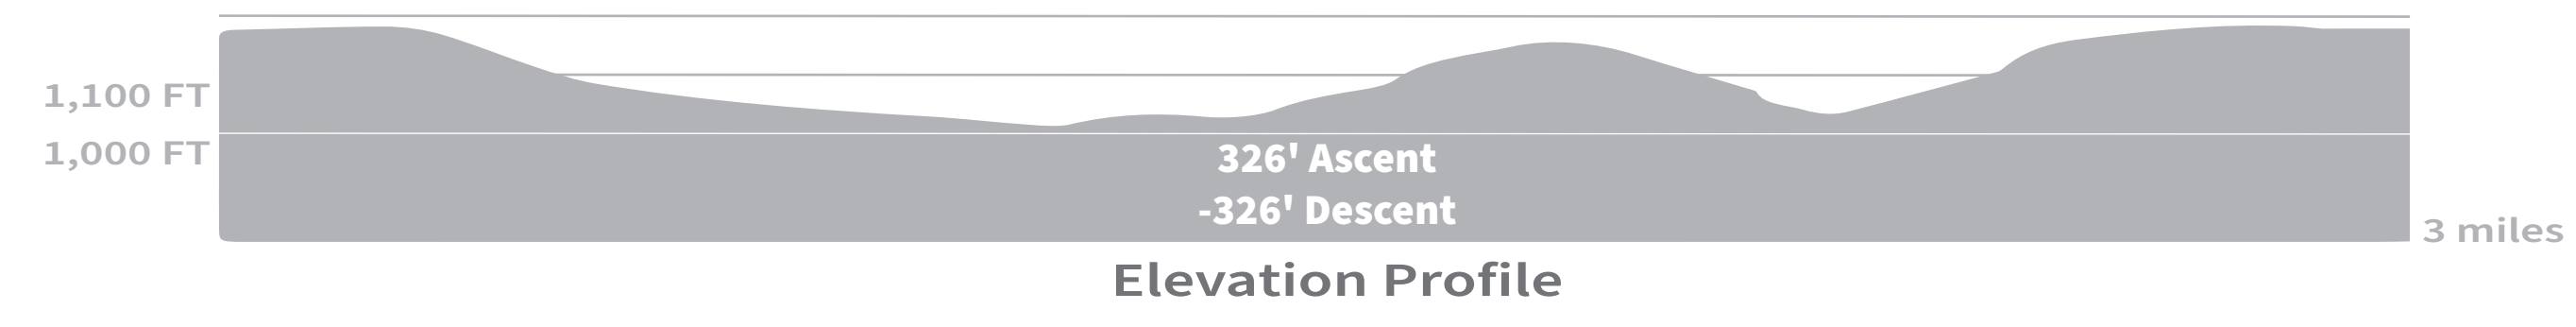 1,100 FT
1,000 FT
326' Ascent
-326' Descent
3 miles
Elevation Profile